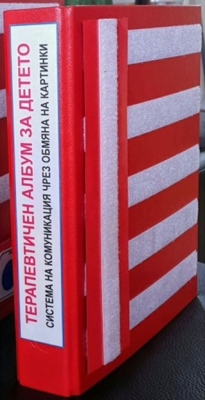 ТЕРАПЕВТИЧЕН АЛБУМ ЗА ДЕТЕТО
СИСТЕМА НА КОМУНИКАЦИЯ ЧРЕЗ ОБМЯНА НА КАРТИНКИ